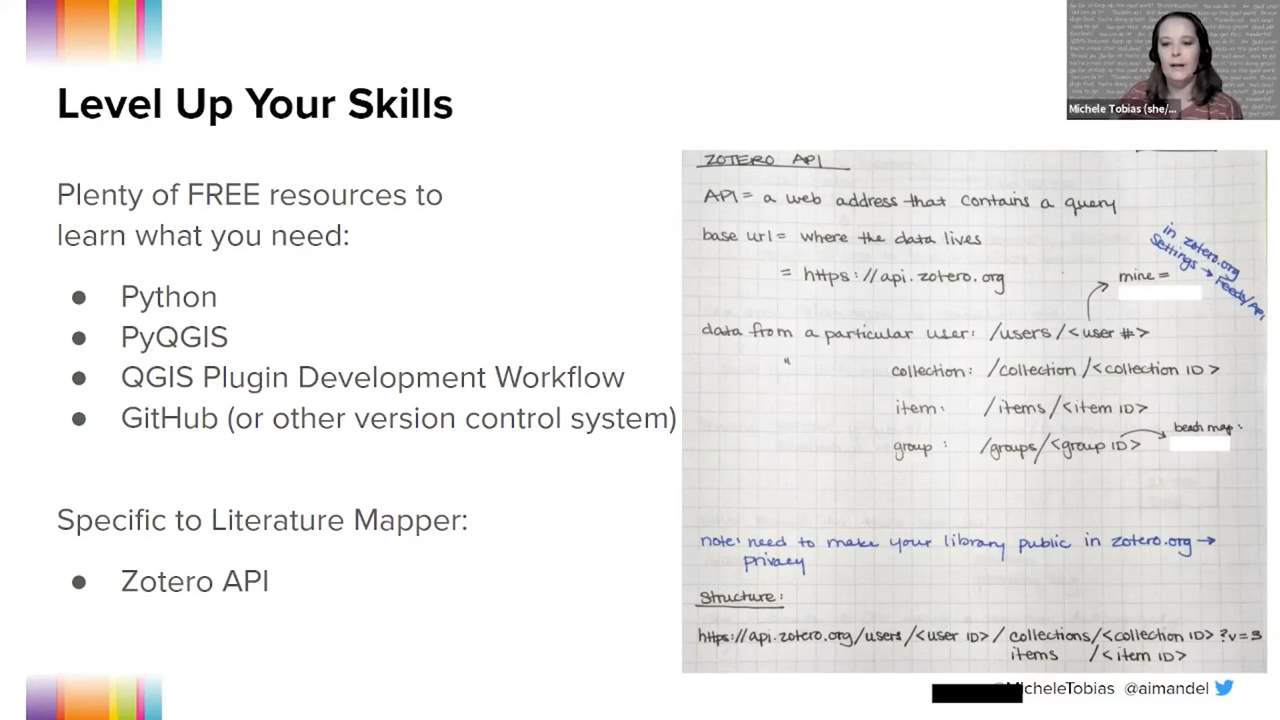 Level Up Your Skills
Plenty of FREE resources to
learn what you need:
● Python
● PyQGIS
● QGIS Plugin Development Workflow
● GitHub (or other version control system)
Specific to Literature Mapper:
● Zotero API
Michele Tobias (she/...
ZOTERO API
API = a web address that contains a query
base url = where the data lives
= https://api.zotero.org
in zotero.org
Settings → Feeds/API
mine =
data from a particular user: /users/<user #>
" collection: /collection/<collection ID>
item: /items/<item ID>
group: /groups/<group ID>
beach map:
note: need to make your library public in zotero.org →
privacy
Structure:
https://api.zotero.org/users/<user ID>/collections/<collection ID>?v=3
items /<item ID>
@MicheleTobias @aimandel